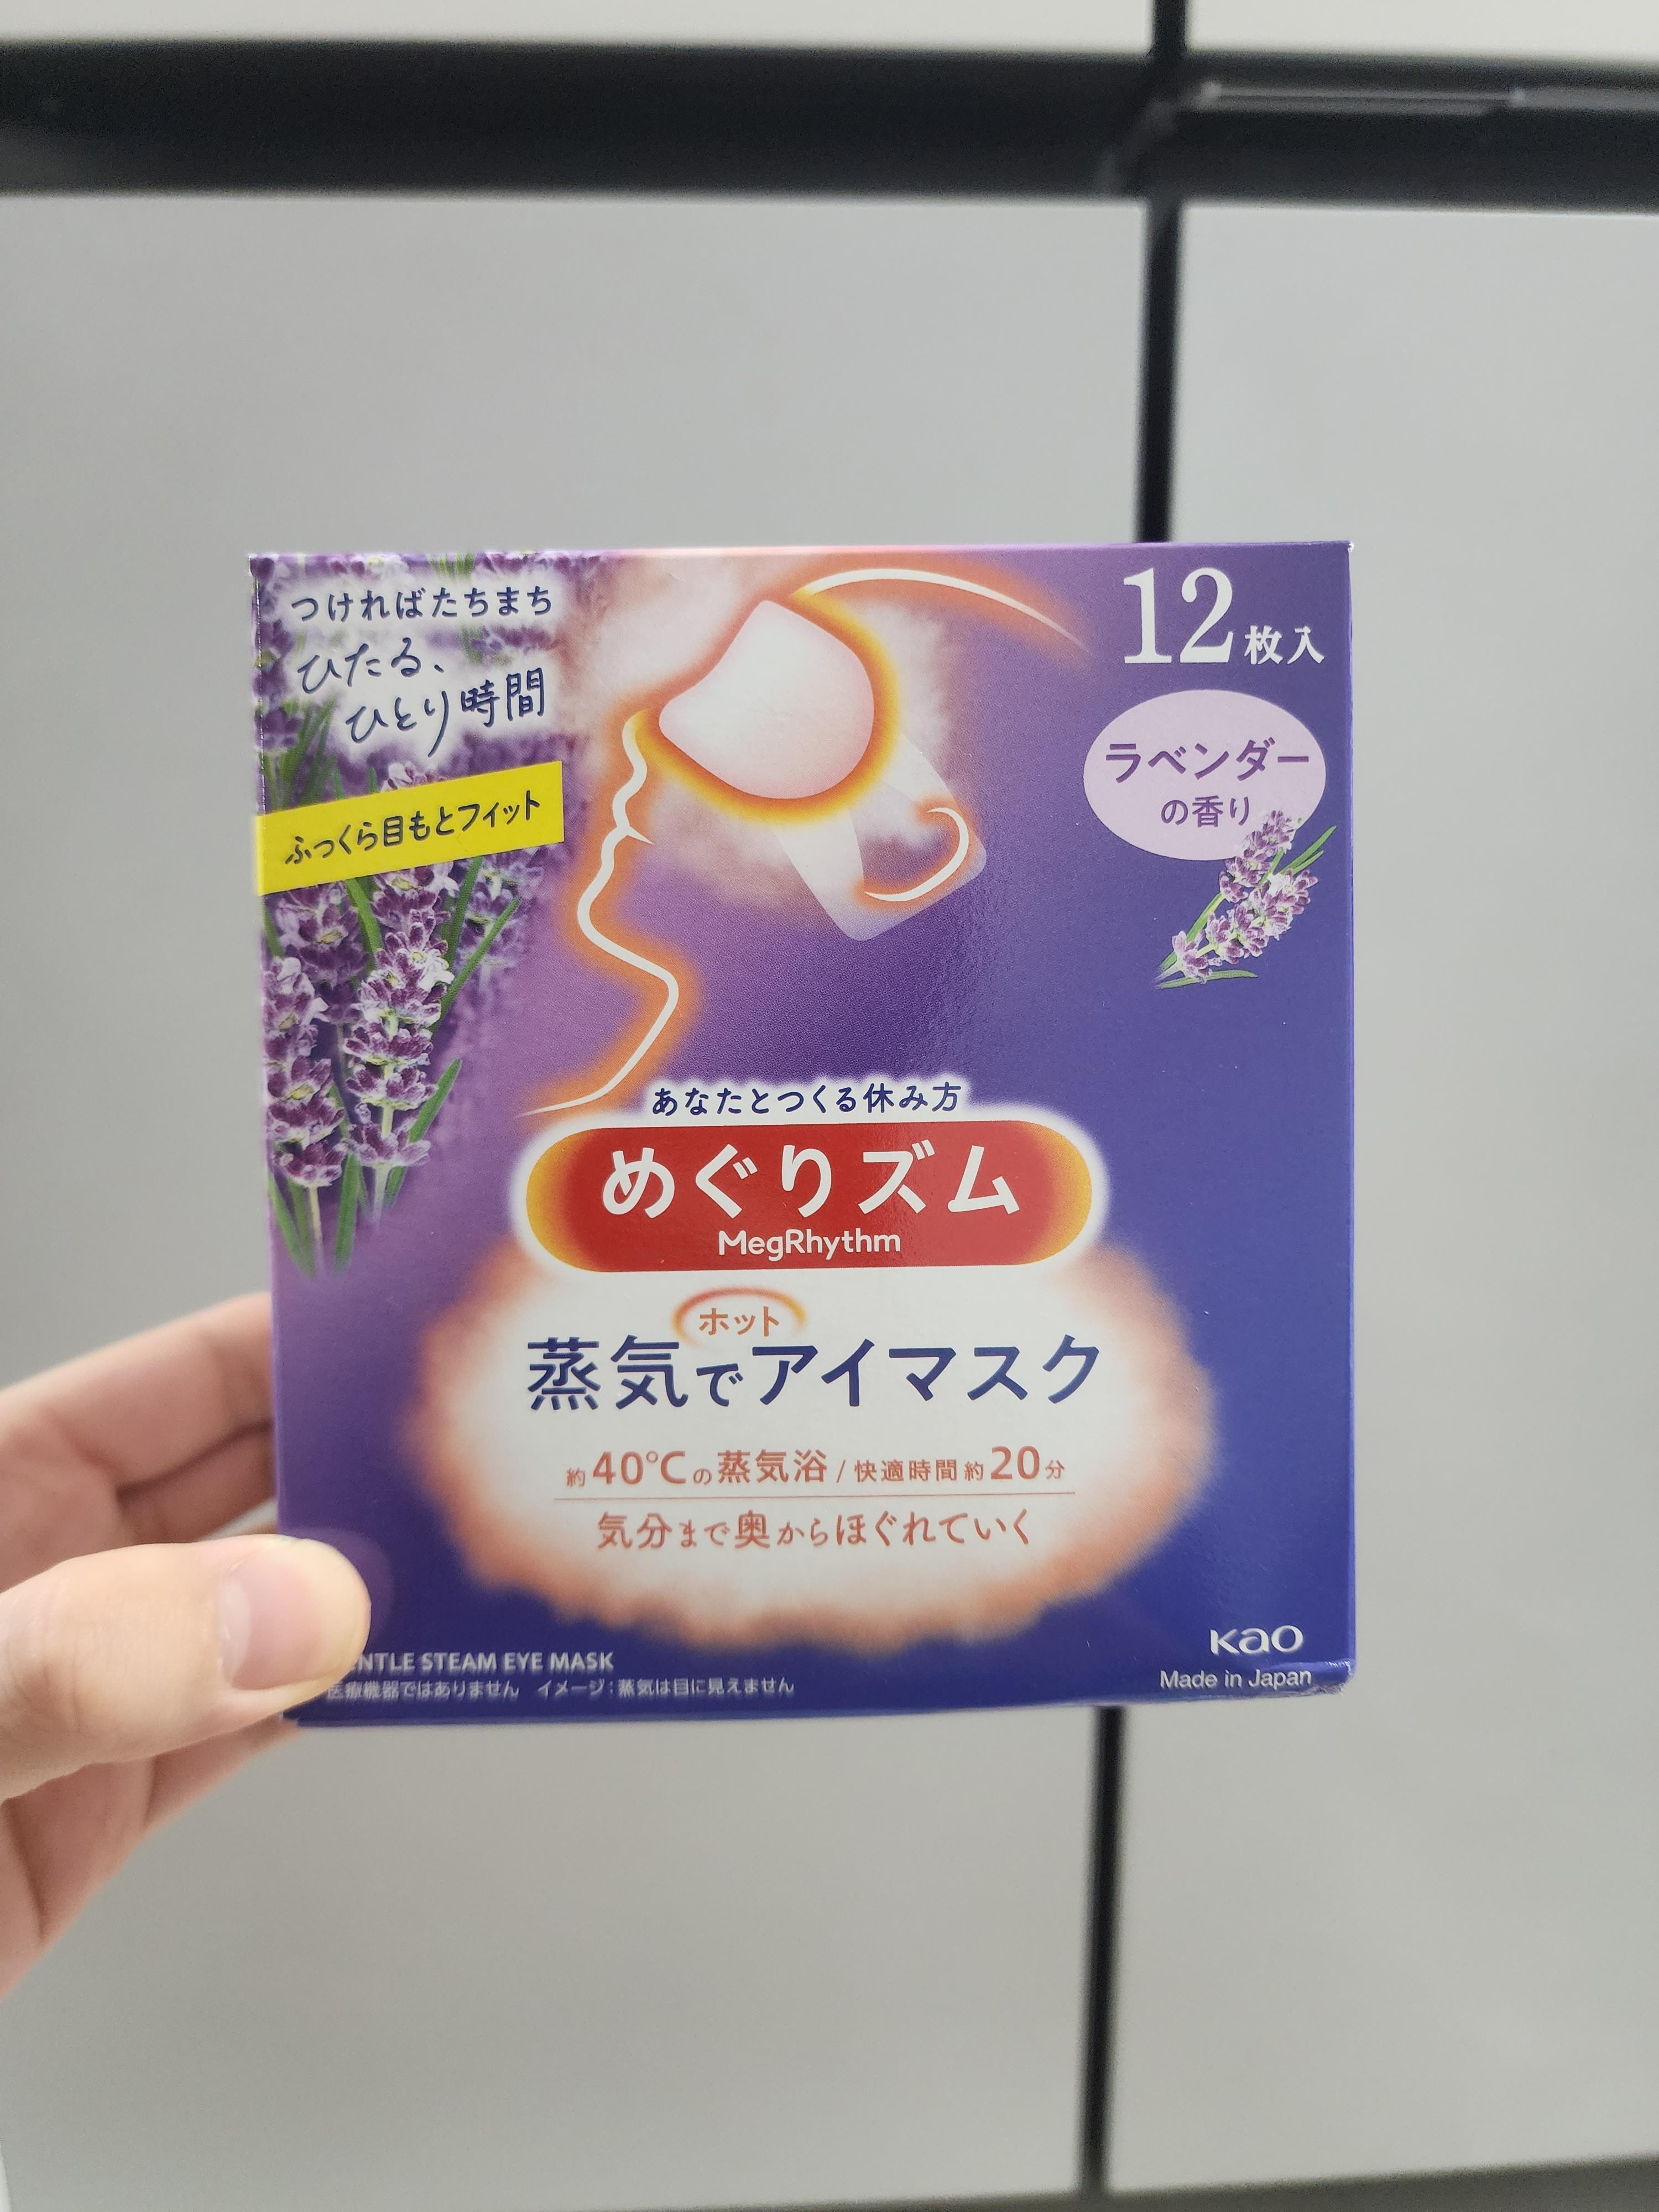 つければたちまち
ひたる、
ひとり時間
ふっくら目もとフィット
12枚入
ラベンダー
の香り
あなたとつくる休み方
めぐりズム
MegRhythm
ホット
蒸気でアイマスク
約40℃の蒸気浴/快適時間約20分
気分まで奥からほぐれていく
STEAM EYE MASK
医療機器ではありません イメージ:蒸気は目に見えません
Kao
Made in Japan